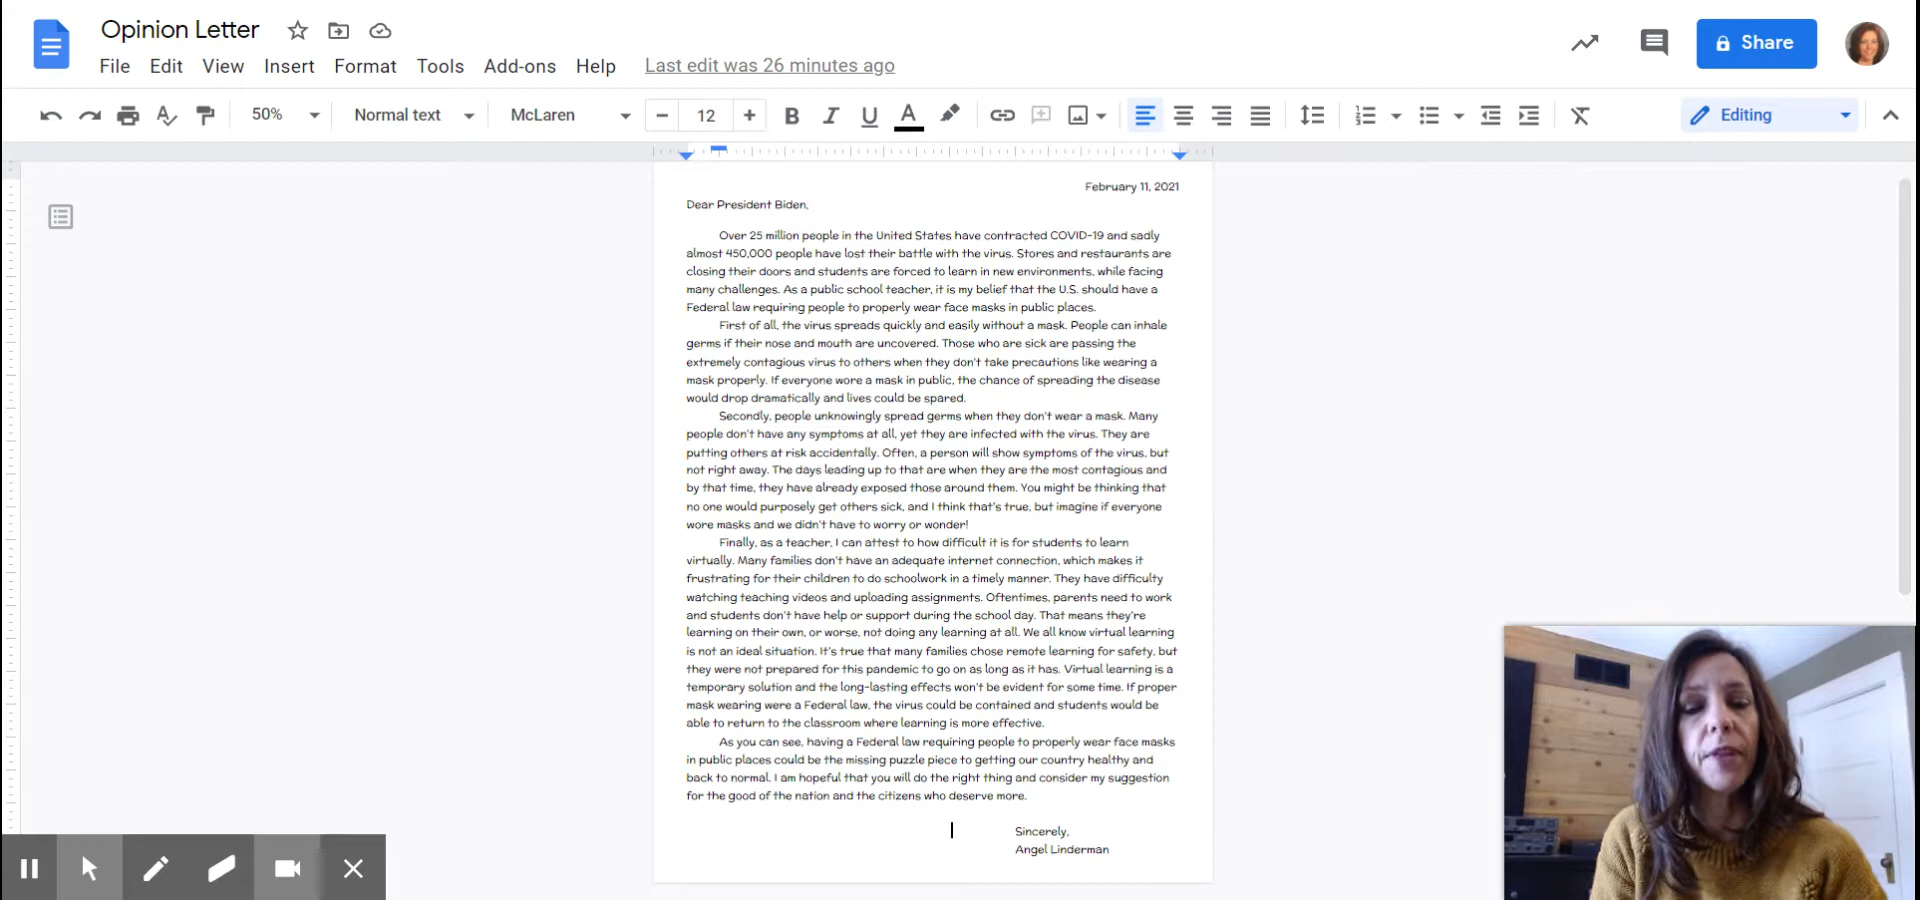 Opinion Letter
File Edit View Insert Format Tools Add-ons Help Last edit was 26 minutes ago
Share
50% Normal text McLaren 12 B I U A Editing
February 11, 2021
Dear President Biden,
Over 25 million people in the United States have contracted COVID-19 and sadly
almost 450,000 people have lost their battle with the virus. Stores and restaurants are
closing their doors and students are forced to learn in new environments, while facing
many challenges. As a public school teacher, it is my belief that the U.S. should have a
Federal law requiring people to properly wear face masks in public places.
First of all, the virus spreads quickly and easily without a mask. People can inhale
germs if their nose and mouth are uncovered. Those who are sick are passing the
extremely contagious virus to others when they don't take precautions like wearing a
mask properly. If everyone wore a mask in public, the chance of spreading the disease
would drop dramatically and lives could be spared.
Secondly, people unknowingly spread germs when they don't wear a mask. Many
people don't have any symptoms at all, yet they are infected with the virus. They are
putting others at risk accidentally. Often, a person will show symptoms of the virus, but
not right away. The days leading up to that are when they are the most contagious and
by that time, they have already exposed those around them. You might be thinking that
no one would purposely get others sick, and I think that's true, but imagine if everyone
wore masks and we didn't have to worry or wonder!
Finally, as a teacher, I can attest to how difficult it is for students to learn
virtually. Many families don't have an adequate internet connection, which makes it
frustrating for their children to do schoolwork in a timely manner. They have difficulty
watching teaching videos and uploading assignments. Oftentimes, parents need to work
and students don't have help or support during the school day. That means they're
learning on their own, or worse, not doing any learning at all. We all know virtual learning
is not an ideal situation. It's true that many families chose remote learning for safety, but
they were not prepared for this pandemic to go on as long as it has. Virtual learning is a
temporary solution and the long-lasting effects won't be evident for some time. If proper
mask wearing were a Federal law, the virus could be contained and students would be
able to return to the classroom where learning is more effective.
As you can see, having a Federal law requiring people to properly wear face masks
in public places could be the missing puzzle piece to getting our country healthy and
back to normal. I am hopeful that you will do the right thing and consider my suggestion
for the good of the nation and the citizens who deserve more.
Sincerely,
Angel Linderman